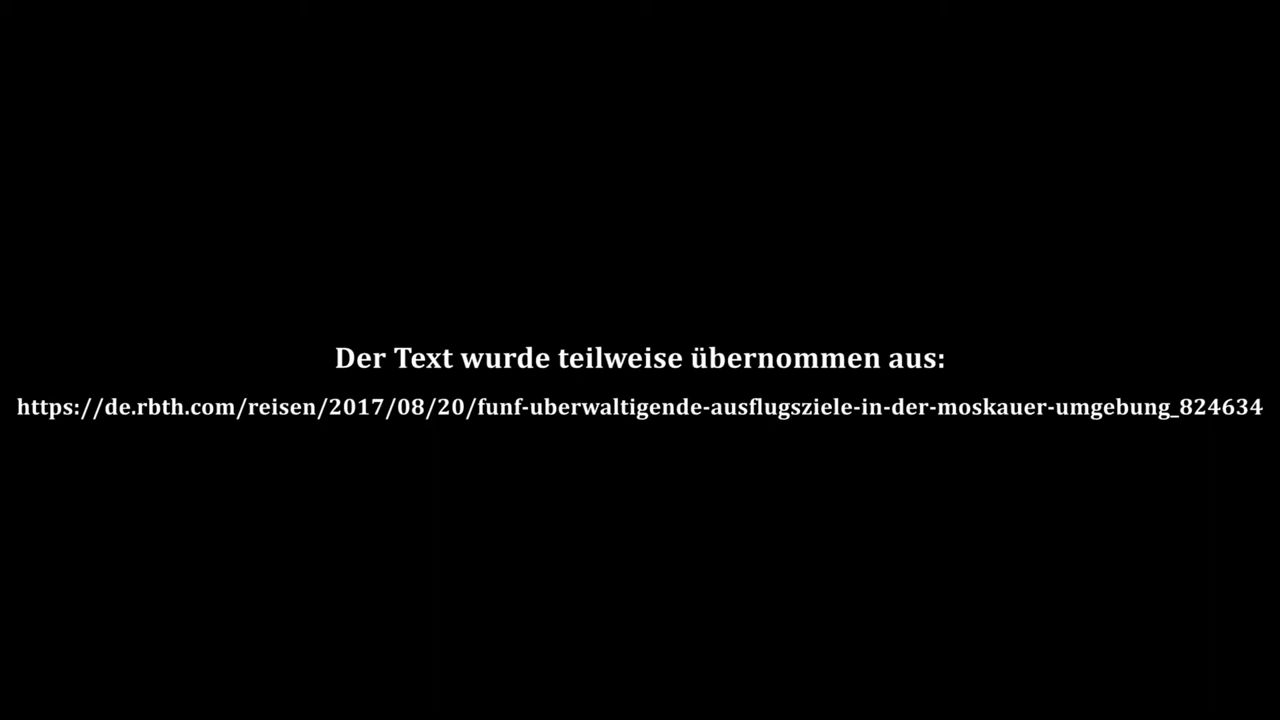 Der Text wurde teilweise übernommen aus:
https://de.rbth.com/reisen/2017/08/20/funf-uberwaltigende-ausflugsziele-in-der-moskauer-umgebung_824634